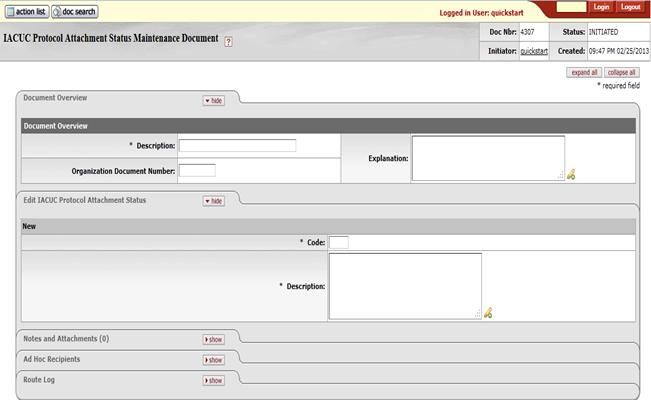 action list doc search Logged in User: quickstart Login Logout
IACUC Protocol Attachment Status Maintenance Document ? Doc Nbr: 4307 Status: INITIATED
Initiator: quickstart Created: 09:47 PM 02/25/2013
expand all collapse all
* required field
Document Overview hide
Document Overview
* Description: Explanation:
Organization Document Number:
Edit IACUC Protocol Attachment Status hide
New
* Code:
* Description:
Notes and Attachments (0) show
Ad Hoc Recipients show
Route Log show